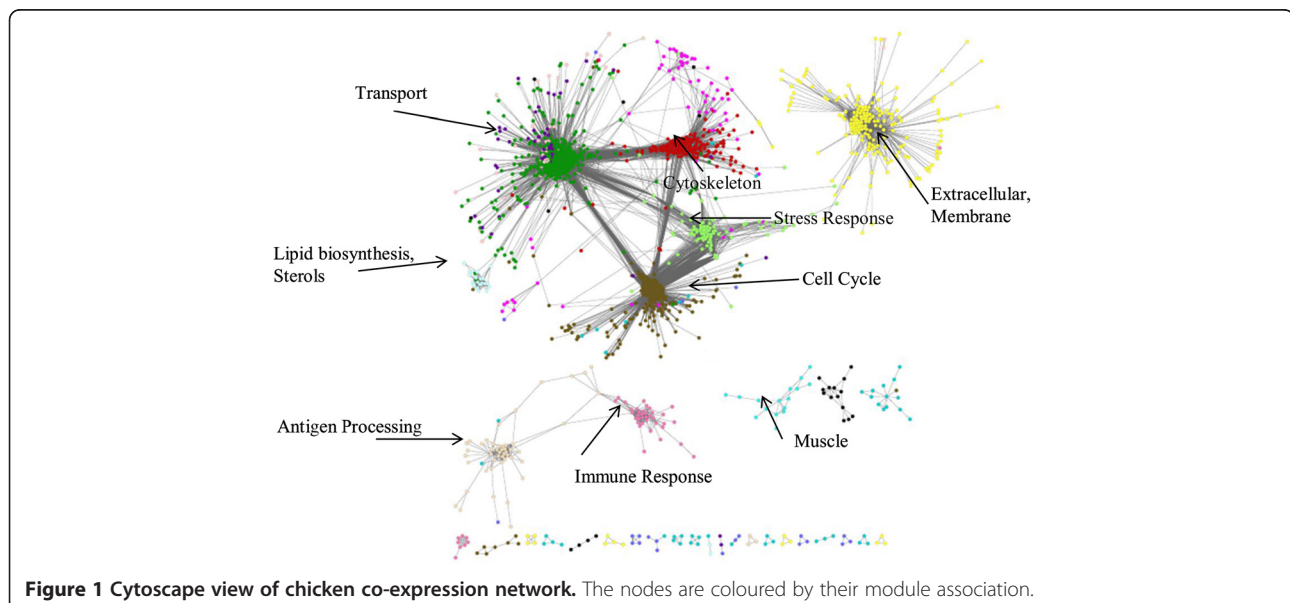 Transport
Cytoskeleton
Extracellular,
Membrane
Stress Response
Lipid biosynthesis,
Sterols
Cell Cycle
Antigen Processing
Muscle
Immune Response
Figure 1 Cytoscape view of chicken co-expression network. The nodes are coloured by their module association.